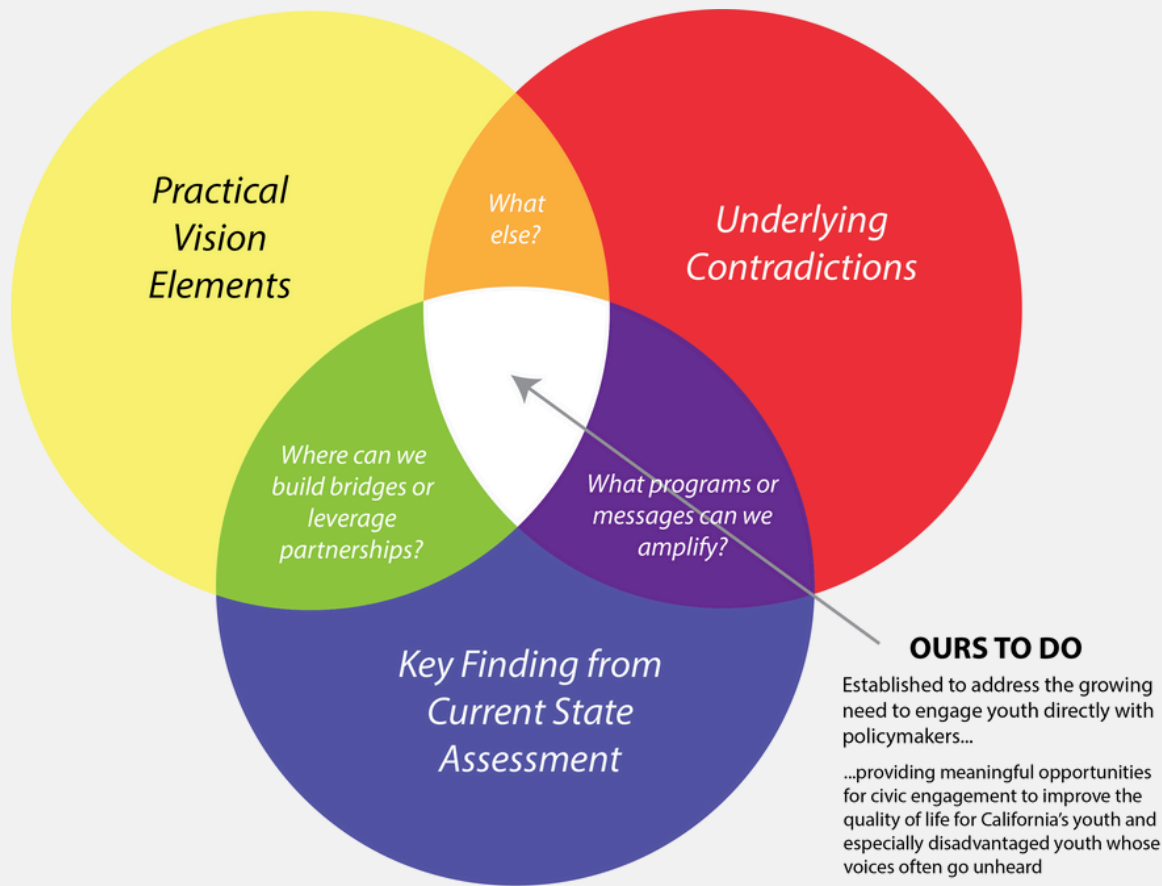 Practical
Vision
Elements
What
else?
Underlying
Contradictions
Where can we
build bridges or
leverage
partnerships?
What programs or
messages can we
amplify?
Key Finding from
Current State
Assessment
OURS TO DO
Established to address the growing
need to engage youth directly with
policymakers...
...providing meaningful opportunities
for civic engagement to improve the
quality of life for California's youth and
especially disadvantaged youth whose
voices often go unheard